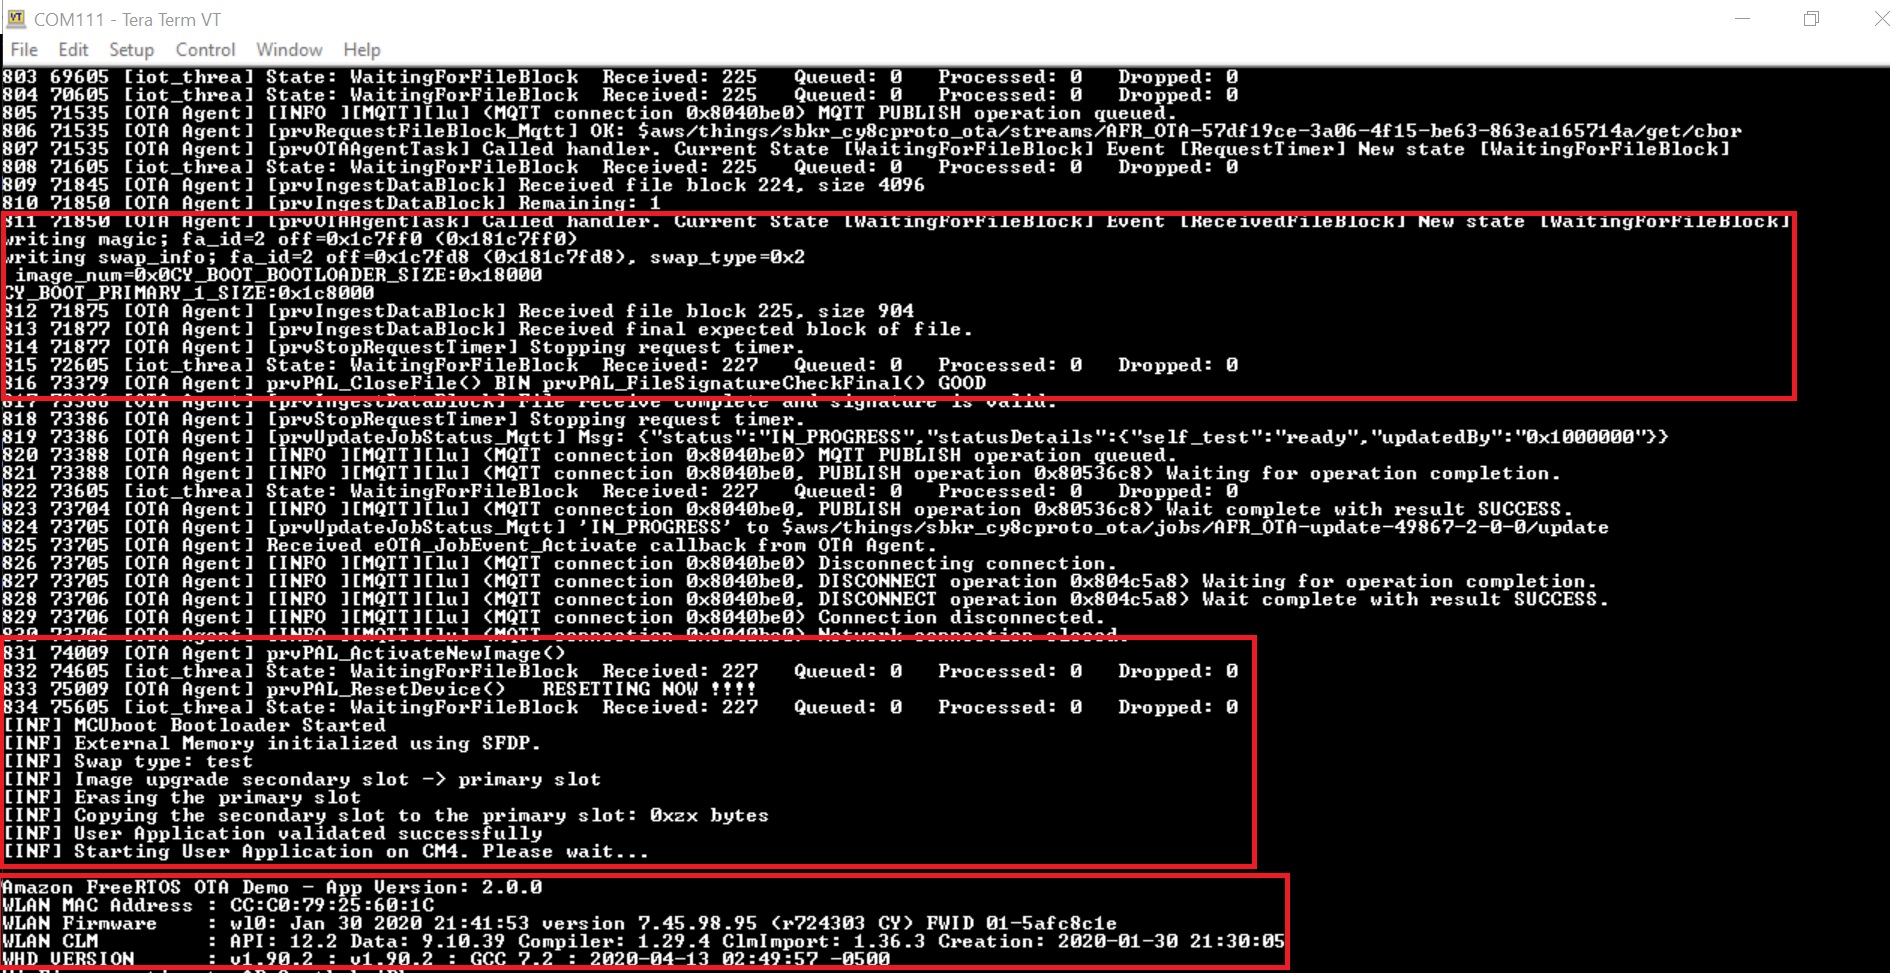 COM111 - Tera Term VT
File Edit Setup Control Window Help
803 69605 [iot_threa] State: WaitingForFileBlock Received: 225 Queued: 0 Processed: 0 Dropped: 0
804 70605 [iot_threa] State: WaitingForFileBlock Received: 225 Queued: 0 Processed: 0 Dropped: 0
805 71535 [OTA Agent] [INFO ][MQTT][lu] (MQTT connection 0x8040be0) MQTT PUBLISH operation queued.
806 71535 [OTA Agent] [prvRequestFileBlock_Mqtt] OK: $aws/things/sbkr_cy8cproto_ota/streams/AFR_OTA-57df19ce-3a06-4f15-be63-863ea165714a/get/cbor
807 71535 [OTA Agent] [prvOTAAgentTask] Called handler. Current State [WaitingForFileBlock] Event [RequestTimer] New state [WaitingForFileBlock]
808 71605 [iot_threa] State: WaitingForFileBlock Received: 225 Queued: 0 Processed: 0 Dropped: 0
809 71845 [OTA Agent] [prvIngestDataBlock] Received file block 224, size 4096
810 71850 [OTA Agent] [prvIngestDataBlock] Remaining: 1
811 71850 [OTA Agent] [prvOTAAgentTask] Called handler. Current State [WaitingForFileBlock] Event [ReceivedFileBlock] New state [WaitingForFileBlock]
writing magic; fa_id=2 off=0x1c7ff0 (0x181c7ff0)
writing swap_info; fa_id=2 off=0x1c7fd8 (0x181c7fd8), swap_type=0x2
image_num=0x0CY_BOOT_BOOTLOADER_SIZE:0x18000
CY_BOOT_PRIMARY_1_SIZE:0x1c8000
812 71875 [OTA Agent] [prvIngestDataBlock] Received file block 225, size 904
813 71877 [OTA Agent] [prvIngestDataBlock] Received final expected block of file.
814 71877 [OTA Agent] [prvStopRequestTimer] Stopping request timer.
815 72605 [iot_threa] State: WaitingForFileBlock Received: 227 Queued: 0 Processed: 0 Dropped: 0
816 73379 [OTA Agent] prvPAL_CloseFile() BIN prvPAL_FileSignatureCheckFinal() GOOD
817 73386 [OTA Agent] [prvIngestDataBlock] File receive complete and signature is valid.
818 73386 [OTA Agent] [prvStopRequestTimer] Stopping request timer.
819 73386 [OTA Agent] [prvUpdateJobStatus_Mqtt] Msg: {"status":"IN_PROGRESS","statusDetails":{"self_test":"ready","updatedBy":"0x1000000"}}
820 73388 [OTA Agent] [INFO ][MQTT][lu] (MQTT connection 0x8040be0) MQTT PUBLISH operation queued.
821 73388 [OTA Agent] [INFO ][MQTT][lu] (MQTT connection 0x8040be0, PUBLISH operation 0x80536c8) Waiting for operation completion.
822 73605 [iot_threa] State: WaitingForFileBlock Received: 227 Queued: 0 Processed: 0 Dropped: 0
823 73704 [OTA Agent] [INFO ][MQTT][lu] (MQTT connection 0x8040be0, PUBLISH operation 0x80536c8) Wait complete with result SUCCESS.
824 73705 [OTA Agent] [prvUpdateJobStatus_Mqtt] 'IN_PROGRESS' to $aws/things/sbkr_cy8cproto_ota/jobs/AFR_OTA-update-49867-2-0-0/update
825 73705 [OTA Agent] Received eOTA_JobEvent_Activate callback from OTA Agent.
826 73705 [OTA Agent] [INFO ][MQTT][lu] (MQTT connection 0x8040be0) Disconnecting connection.
827 73705 [OTA Agent] [INFO ][MQTT][lu] (MQTT connection 0x8040be0, DISCONNECT operation 0x804c5a8) Waiting for operation completion.
828 73706 [OTA Agent] [INFO ][MQTT][lu] (MQTT connection 0x8040be0, DISCONNECT operation 0x804c5a8) Wait complete with result SUCCESS.
829 73706 [OTA Agent] [INFO ][MQTT][lu] (MQTT connection 0x8040be0) Connection disconnected.
830 73706 [OTA Agent] [INFO ][MQTT][lu] (MQTT connection 0x8040be0) Network connection closed.
831 74009 [OTA Agent] prvPAL_ActivateNewImage()
832 74605 [iot_threa] State: WaitingForFileBlock Received: 227 Queued: 0 Processed: 0 Dropped: 0
833 75009 [OTA Agent] prvPAL_ResetDevice() RESETTING NOW !!!!
834 75605 [iot_threa] State: WaitingForFileBlock Received: 227 Queued: 0 Processed: 0 Dropped: 0
[INF] MCUboot Bootloader Started
[INF] External Memory initialized using SFDP.
[INF] Swap type: test
[INF] Image upgrade secondary slot -> primary slot
[INF] Erasing the primary slot
[INF] Copying the secondary slot to the primary slot: 0xzx bytes
[INF] User Application validated successfully
[INF] Starting User Application on CM4. Please wait...
Amazon FreeRTOS OTA Demo - App Version: 2.0.0
WLAN MAC Address : CC:C0:79:25:60:1C
WLAN Firmware : wl0: Jan 30 2020 21:41:53 version 7.45.98.95 (r724303 CY) FWID 01-5afc8c1e
WLAN CLM : API: 12.2 Data: 9.10.39 Compiler: 1.29.4 ClmImport: 1.36.3 Creation: 2020-01-30 21:30:05
WHD VERSION : v1.90.2 : v1.90.2 : GCC 7.2 : 2020-04-13 02:49:57 -0500